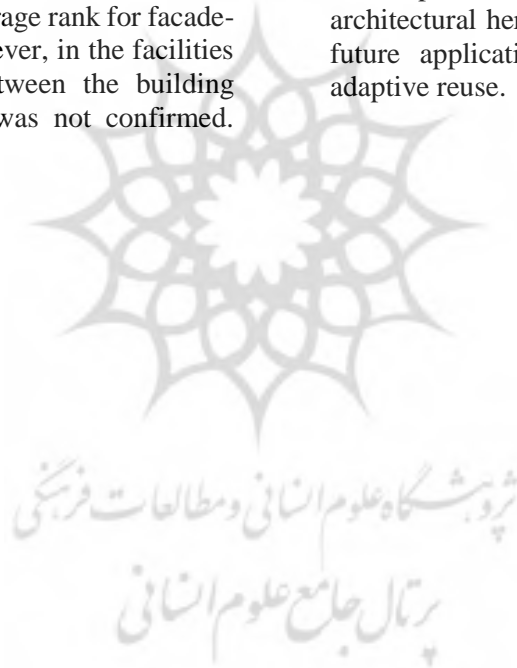 rage rank for facade-
ever, in the facilities
tween the building
was not confirmed.
architectural her
future applicati
adaptive reuse.
پژوهشگاه علوم انسانی و مطالعات فرهنگی
پرتال جامع علوم انسانی